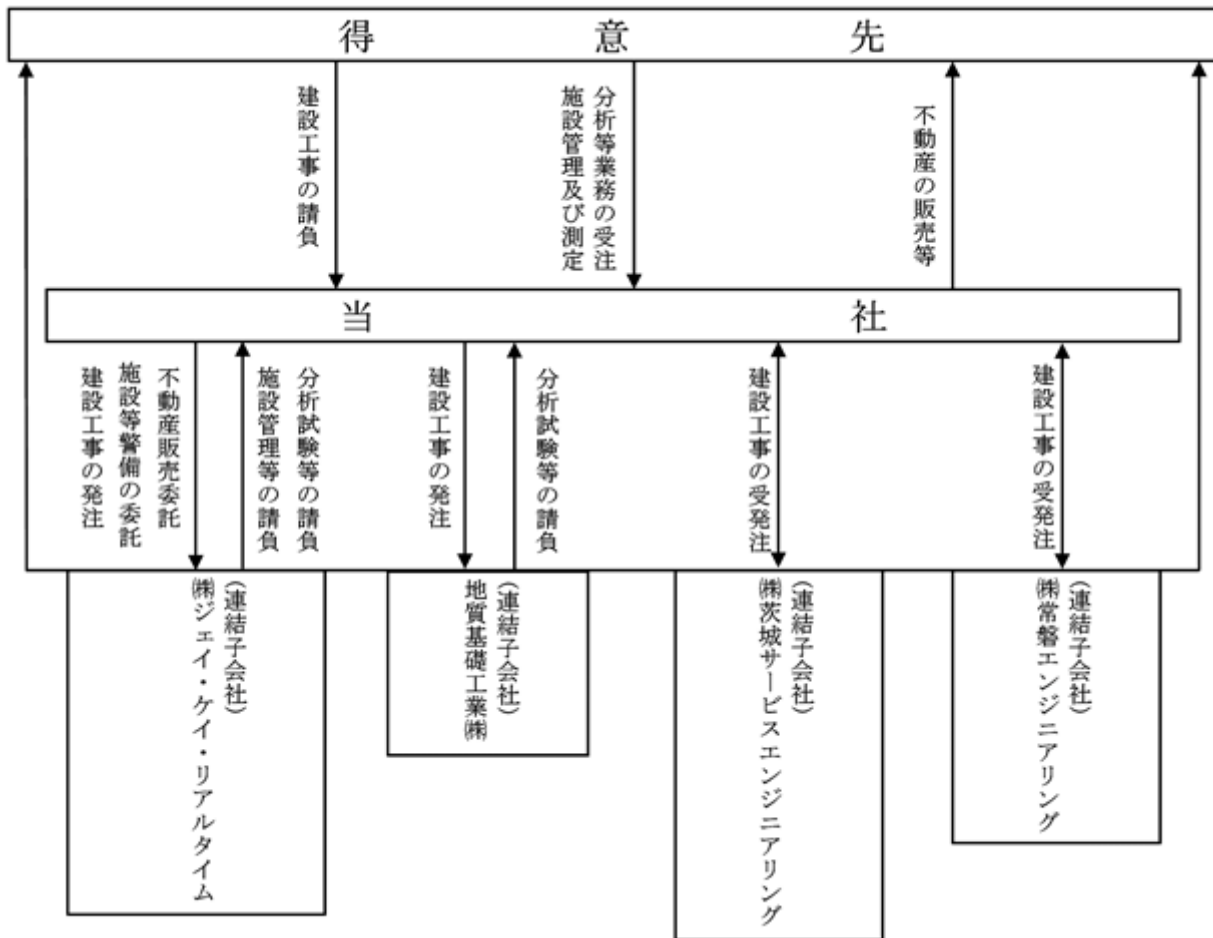 得意先
建設工事の請負
分析等業務の受注
施設管理及び測定
不動産の販売等
当社
不動産販売委託
施設等警備の委託
建設工事の発注
分析試験等の請負
施設管理等の請負
建設工事の発注
分析試験等の請負
建設工事の受発注
建設工事の受発注
(連結子会社)
㈱ジェイ・ケイ・リアルタイム
(連結子会社)
地質基礎工業㈱
(連結子会社)
㈱茨城サービスエンジニアリング
(連結子会社)
㈱常磐エンジニアリング